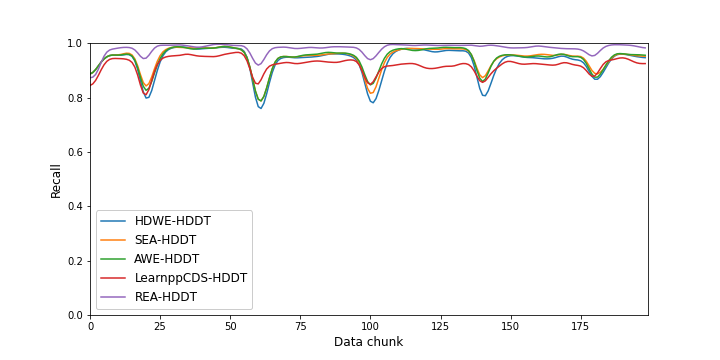 1.0
0.8
0.6
0.4
0.2
0.0
Recall
HDWE-HDDT
SEA-HDDT
AWE-HDDT
LearnppCDS-HDDT
REA-HDDT
0 25 50 75 100 125 150 175
Data chunk